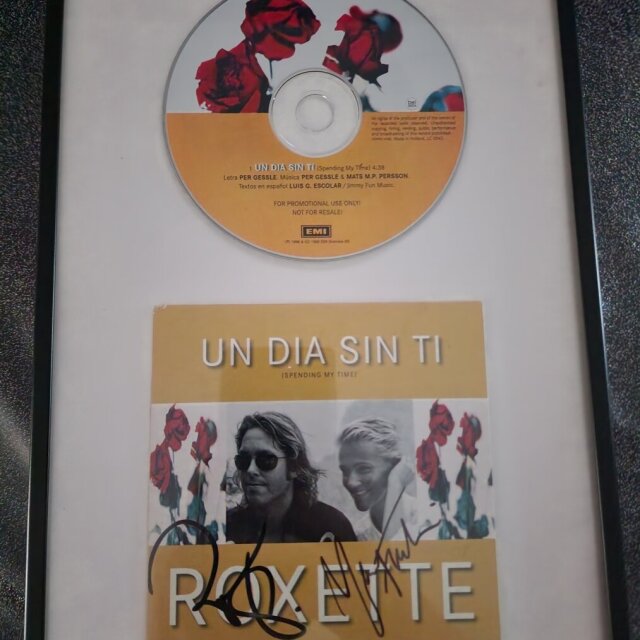 1. UN DIA SIN TI (Spending My Time) 4:39
Letra PER GESSLE. Música PER GESSLE & MATS M.P. PERSSON.
Textos en español LUIS G. ESCOLAR / Jimmy Fun Music.
FOR PROMOTIONAL USE ONLY!
NOT FOR RESALE!
EMI
UN DIA SIN TI
(SPENDING MY TIME)
ROXETTE